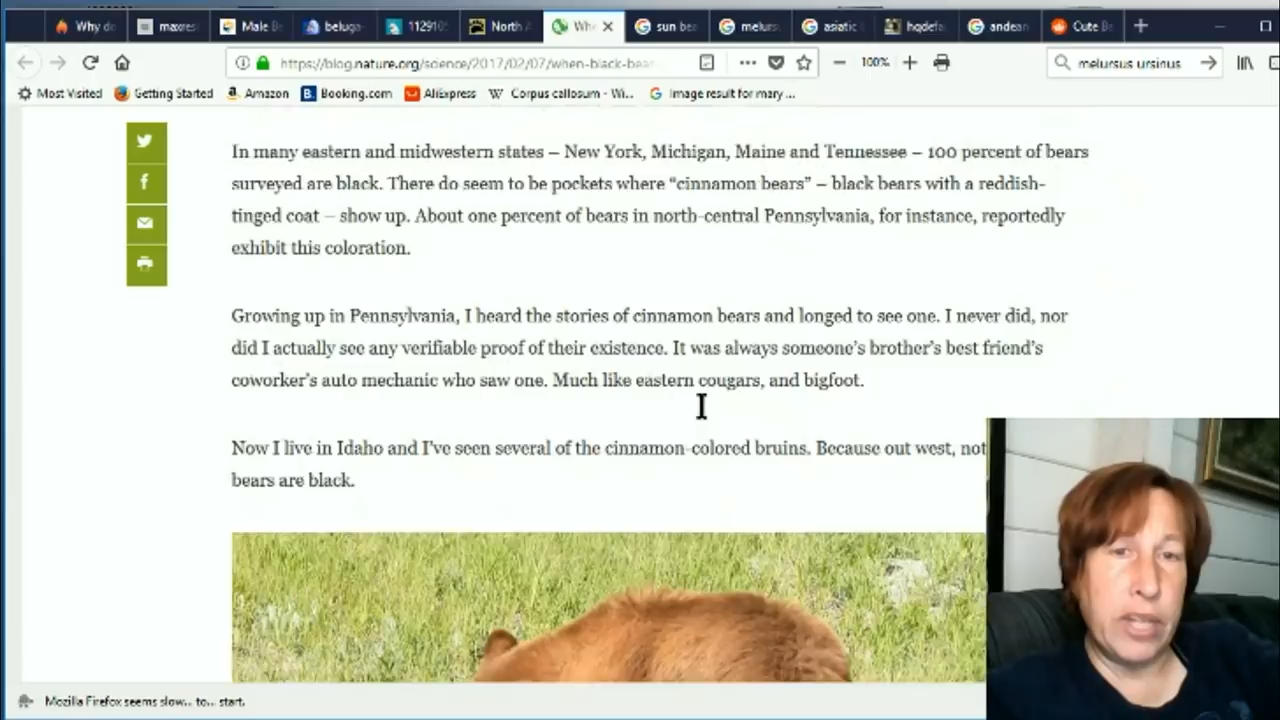 Why do
maxres
Male Be
beluga
11291
North A
Whe
sun bea
melurs
asiatic
hqdefa
andean
Cute Be
https://blog.nature.org/science/2017/02/07/when-black-bear
100%
melursus ursinus
Most Visited
Getting Started
Amazon
Booking.com
AliExpress
Corpus callosum - Wi...
Image result for mary ...
In many eastern and midwestern states – New York, Michigan, Maine and Tennessee – 100 percent of bears
surveyed are black. There do seem to be pockets where “cinnamon bears” – black bears with a reddish-
tinged coat – show up. About one percent of bears in north-central Pennsylvania, for instance, reportedly
exhibit this coloration.
Growing up in Pennsylvania, I heard the stories of cinnamon bears and longed to see one. I never did, nor
did I actually see any verifiable proof of their existence. It was always someone’s brother’s best friend’s
coworker’s auto mechanic who saw one. Much like eastern cougars, and bigfoot.
Now I live in Idaho and I’ve seen several of the cinnamon-colored bruins. Because out west, not
bears are black.
Mozilla Firefox seems slow... to... start.